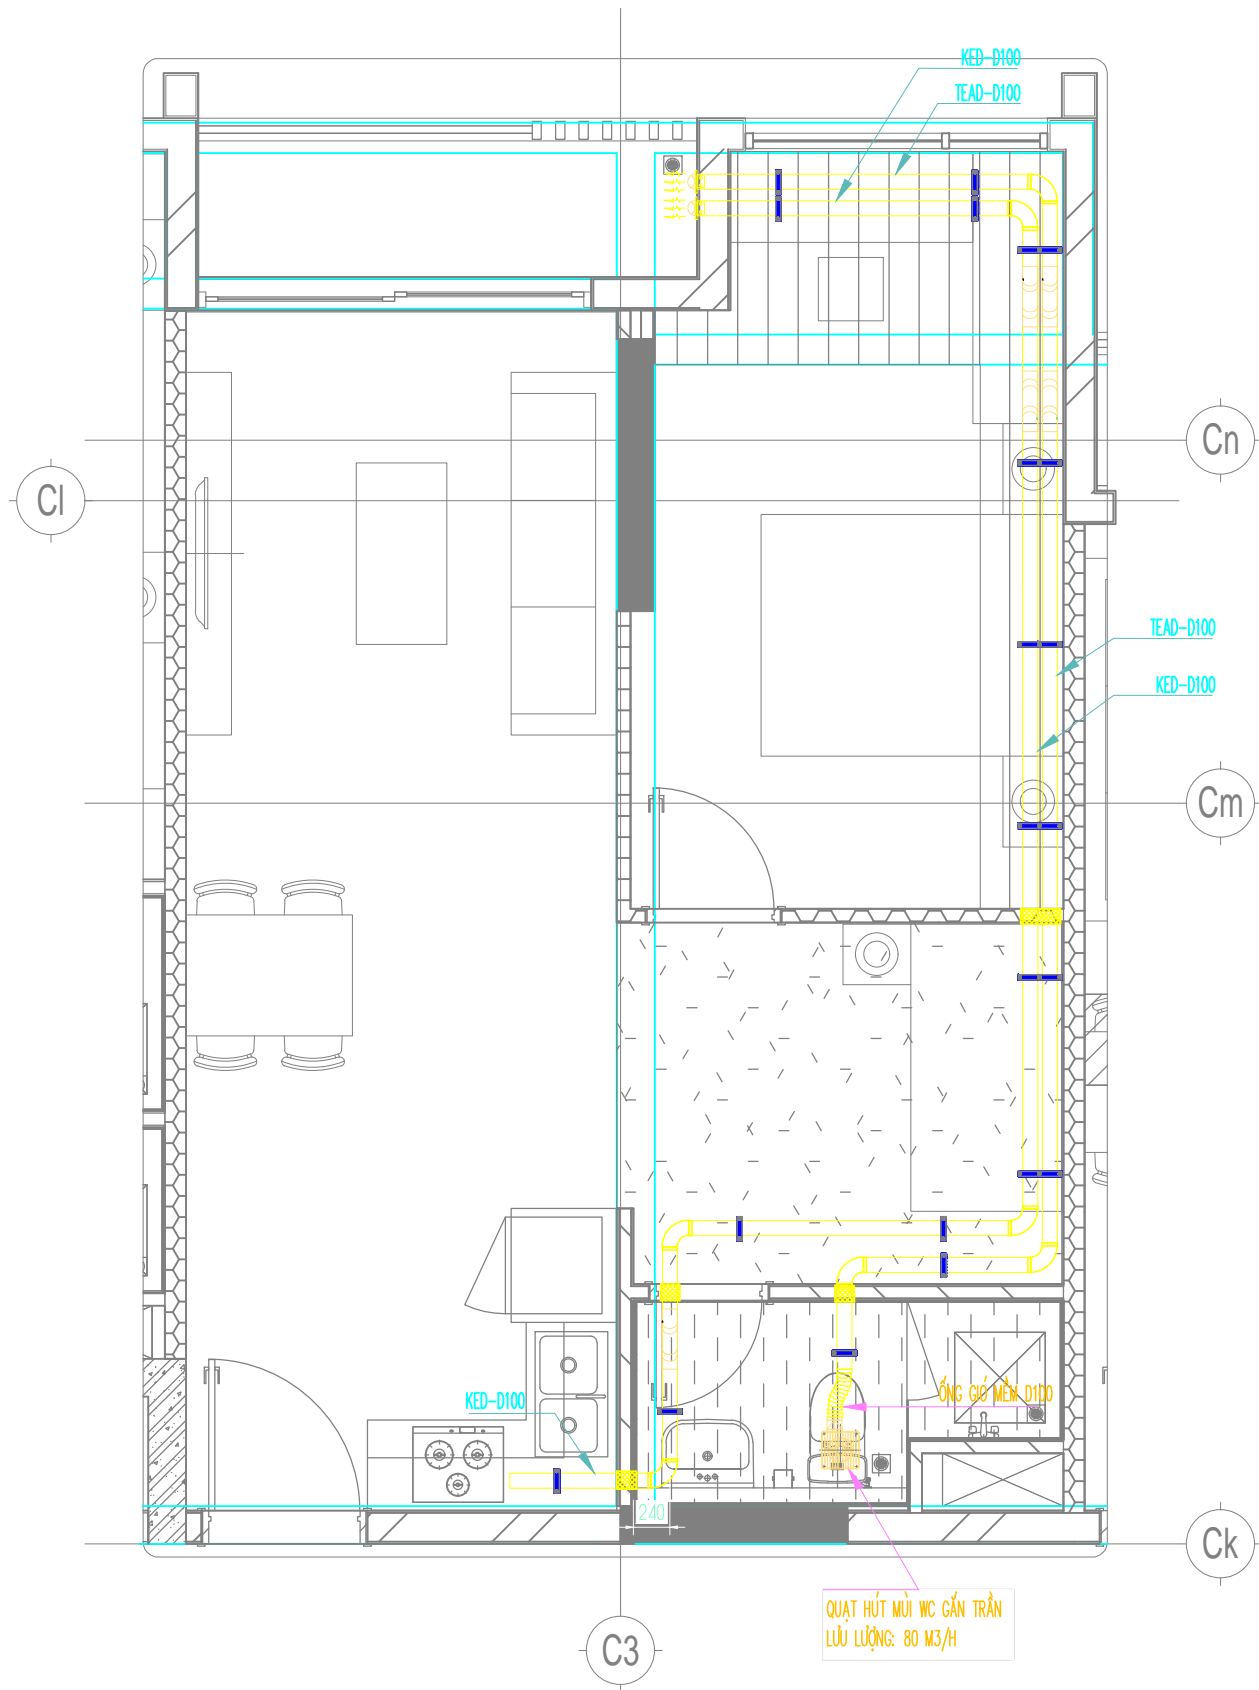 KED-D100
TEAD-D100
Cn
Cl
TEAD-D100
KED-D100
Cm
KED-D100
ỐNG GIÓ MỀM D100
240
Ck
QUẠT HÚT MÙI WC GẮN TRẦN
LƯU LƯỢNG: 80 M3/H
C3